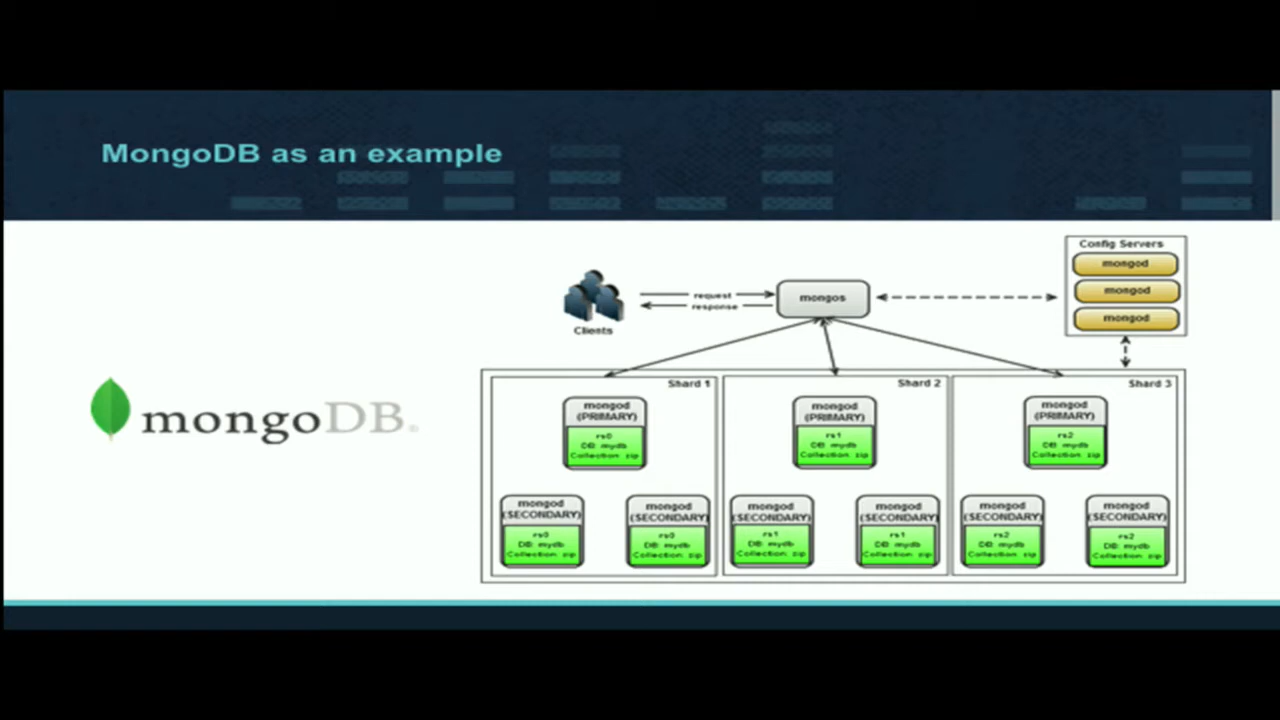 MongoDB as an example
Config Servers
mongod
mongod
mongod
request
response
mongos
Clients
mongoDB®
Shard 1
mongod
(PRIMARY)
rs0
DB: mydb
Collection: zip
mongod
(SECONDARY)
rs0
DB: mydb
Collection: zip
mongod
(SECONDARY)
rs0
DB: mydb
Collection: zip
Shard 2
mongod
(PRIMARY)
rs1
DB: mydb
Collection: zip
mongod
(SECONDARY)
rs1
DB: mydb
Collection: zip
mongod
(SECONDARY)
rs1
DB: mydb
Collection: zip
Shard 3
mongod
(PRIMARY)
rs2
DB: mydb
Collection: zip
mongod
(SECONDARY)
rs2
DB: mydb
Collection: zip
mongod
(SECONDARY)
rs2
DB: mydb
Collection: zip